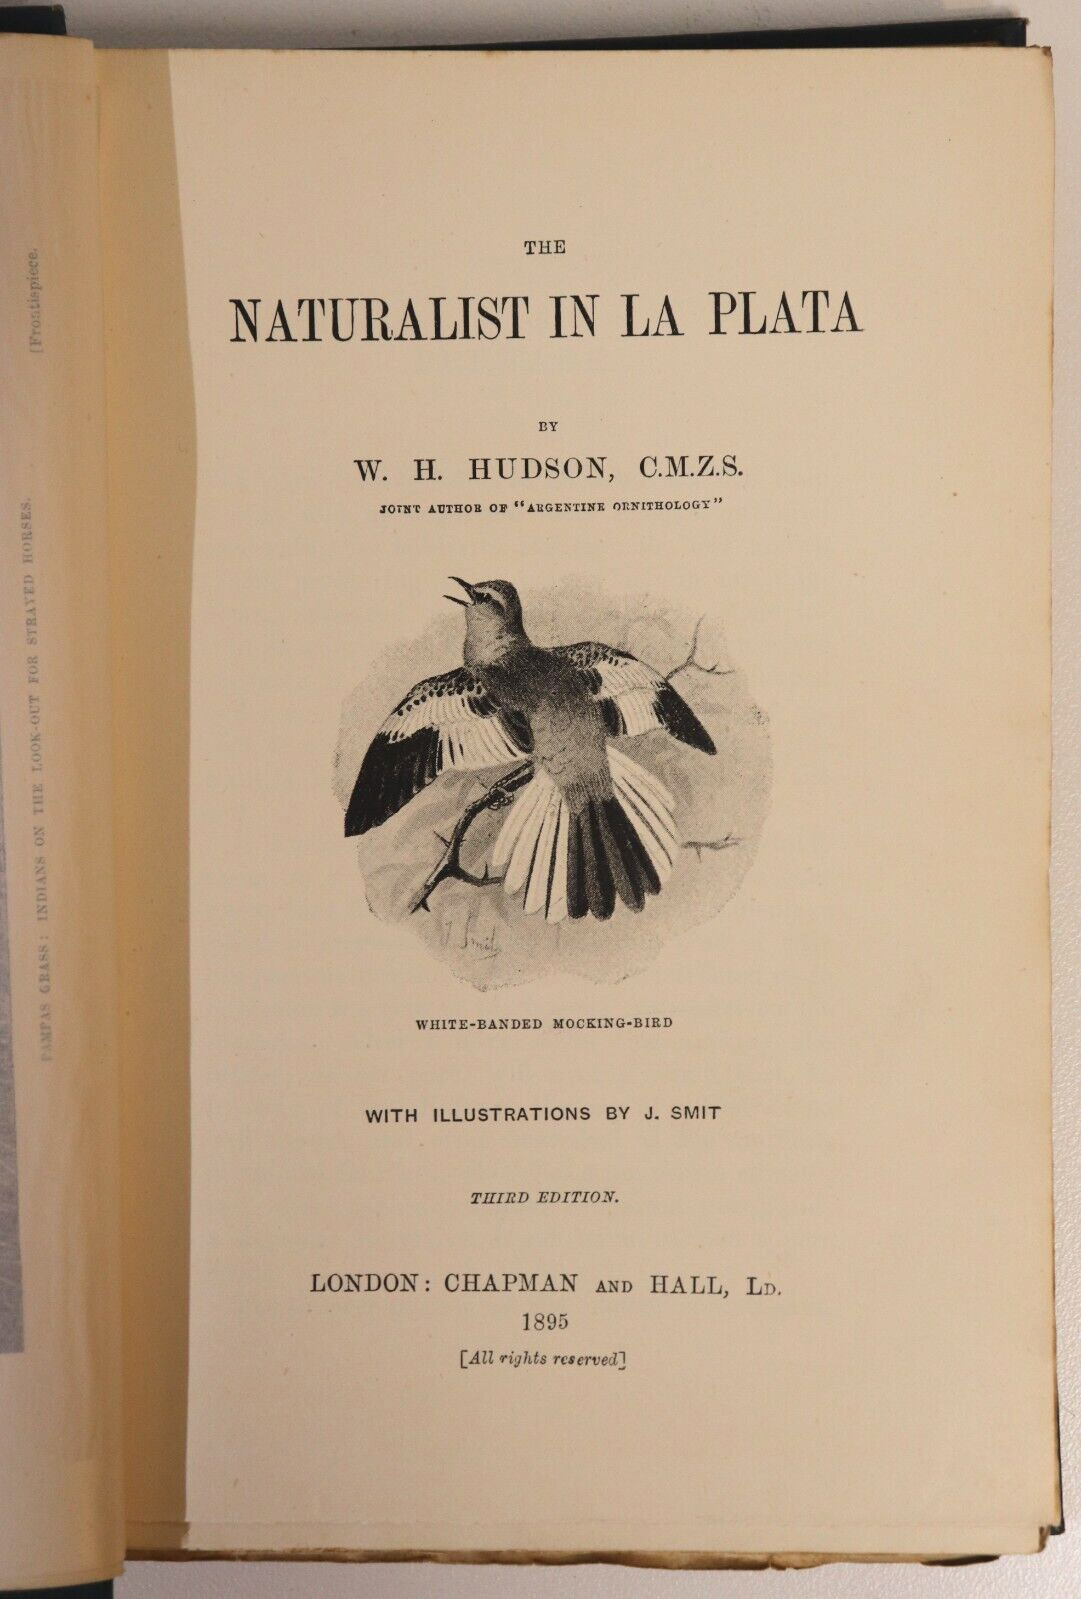 [Frontispiece.
PAMPAS GRASS: INDIANS ON THE LOOK-OUT FOR STRAYED HORSES.
THE
NATURALIST IN LA PLATA
BY
W. H. HUDSON, C.M.Z.S.
JOINT AUTHOR OF "ARGENTINE ORNITHOLOGY"
J Smit
WHITE-BANDED MOCKING-BIRD
WITH ILLUSTRATIONS BY J. SMIT
THIRD EDITION.
LONDON: CHAPMAN AND HALL, LD.
1895
[All rights reserved]